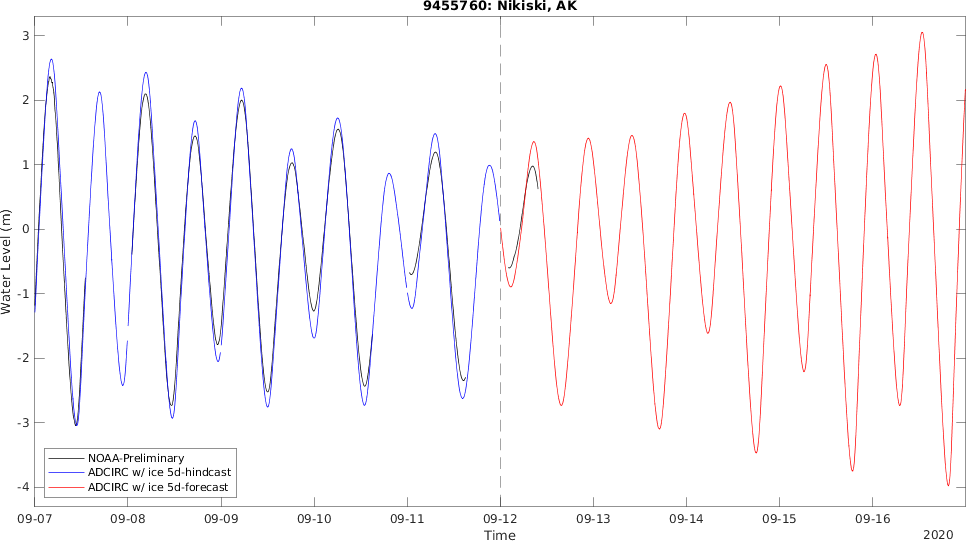 9455760: Nikiski, AK
3
2
1
0
-1
-2
-3
-4
Water Level (m)
NOAA-Preliminary
ADCIRC w/ ice 5d-hindcast
ADCIRC w/ ice 5d-forecast
09-07 09-08 09-09 09-10 09-11 09-12 09-13 09-14 09-15 09-16
Time
2020